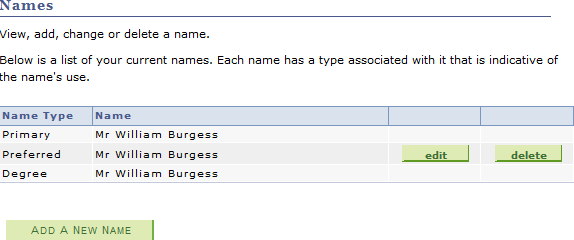 Names
View, add, change or delete a name.
Below is a list of your current names. Each name has a type associated with it that is indicative of
the name's use.
Name Type Name
Primary Mr William Burgess
Preferred Mr William Burgess edit delete
Degree Mr William Burgess
ADD A NEW NAME